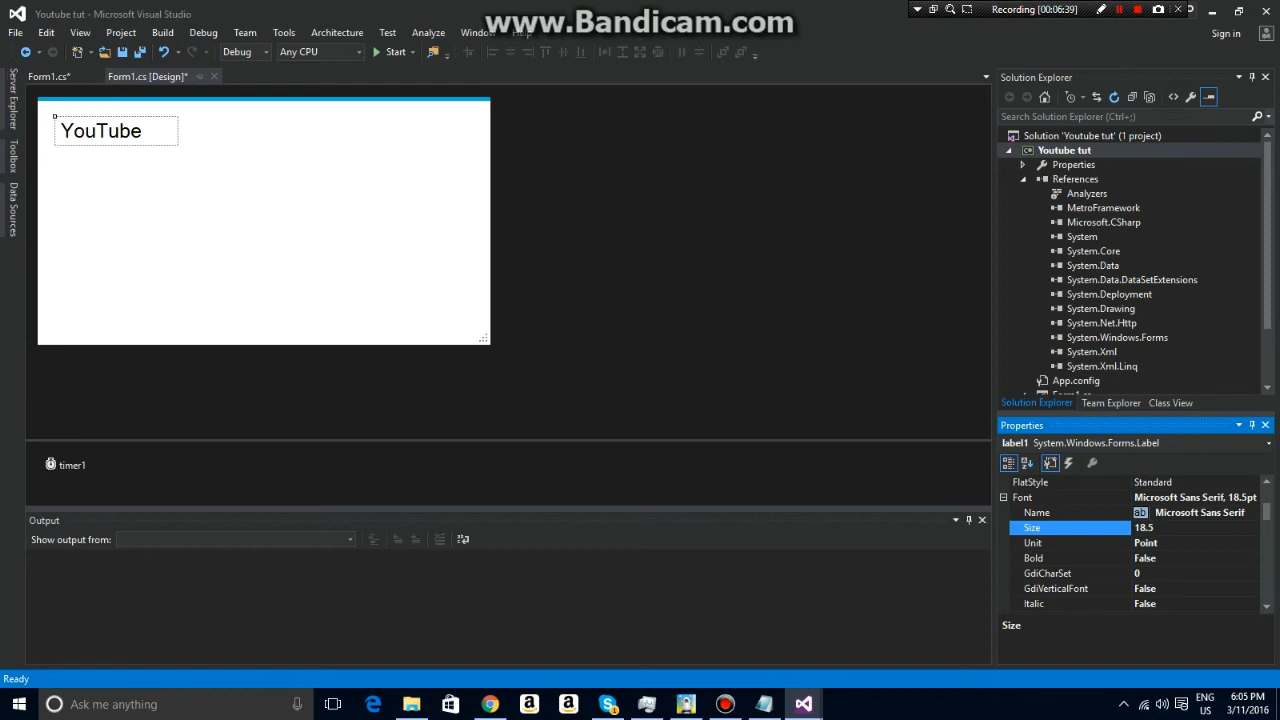 Youtube tut - Microsoft Visual Studio
www.Bandicam.com
Recording [00:06:39]
File Edit View Project Build Debug Team Tools Architecture Test Analyze Window
Sign in
Debug Any CPU Start
Form1.cs* Form1.cs [Design]*
Server Explorer
Toolbox
Data Sources
YouTube
timer1
Output
Show output from:
Solution Explorer
Search Solution Explorer (Ctrl+;)
Solution 'Youtube tut' (1 project)
C# Youtube tut
Properties
References
Analyzers
MetroFramework
Microsoft.CSharp
System
System.Core
System.Data
System.Data.DataSetExtensions
System.Deployment
System.Drawing
System.Net.Http
System.Windows.Forms
System.Xml
System.Xml.Linq
App.config
Solution Explorer Team Explorer Class View
Properties
label1 System.Windows.Forms.Label
FlatStyle Standard
Font Microsoft Sans Serif, 18.5pt
Name ab Microsoft Sans Serif
Size 18.5
Unit Point
Bold False
GdiCharSet 0
GdiVerticalFont False
Italic False
Size
Ready
Ask me anything
ENG
US
6:05 PM
3/11/2016